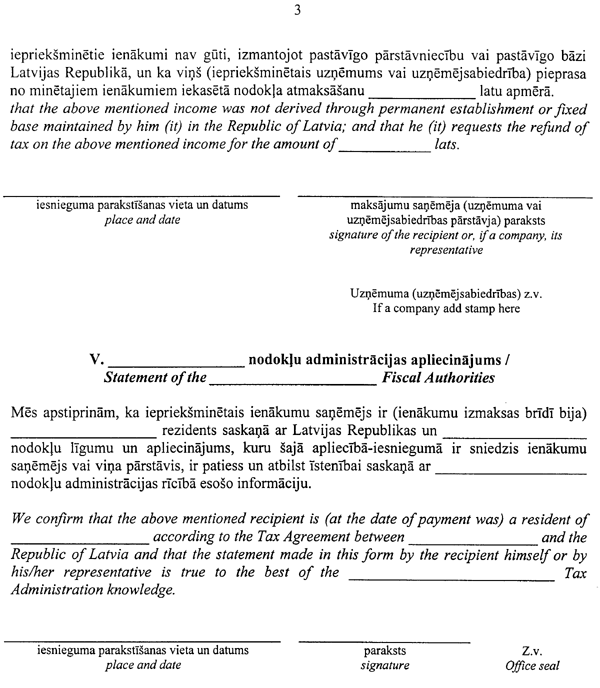 3
iepriekšminētie ienākumi nav gūti, izmantojot pastāvīgo pārstāvniecību vai pastāvīgo bāzi
Latvijas Republikā, un ka viņš (iepriekšminētais uzņēmums vai uzņēmējsabiedrība) pieprasa
no minētajiem ienākumiem iekasētā nodokļa atmaksāšanu ________________ latu apmērā.
that the above mentioned income was not derived through permanent establishment or fixed
base maintained by him (it) in the Republic of Latvia; and that he (it) requests the refund of
tax on the above mentioned income for the amount of ______________ lats.
iesnieguma parakstīšanas vieta un datums
place and date
maksājumu saņēmēja (uzņēmuma vai
uzņēmējsabiedrības pārstāvja) paraksts
signature of the recipient or, if a company, its
representative
Uzņēmuma (uzņēmējsabiedrības) z.v.
If a company add stamp here
V. ____________________ nodokļu administrācijas apliecinājums /
Statement of the ________________________ Fiscal Authorities
Mēs apstiprinām, ka iepriekšminētais ienākumu saņēmējs ir (ienākumu izmaksas brīdī bija)
____________________ rezidents saskaņā ar Latvijas Republikas un ____________________
nodokļu līgumu un apliecinājums, kuru šajā apliecībā-iesniegumā ir sniedzis ienākumu
saņēmējs vai viņa pārstāvis, ir patiess un atbilst īstenībai saskaņā ar ____________________
nodokļu administrācijas rīcībā esošo informāciju.
We confirm that the above mentioned recipient is (at the date of payment was) a resident of
____________________ according to the Tax Agreement between __________________ and the
Republic of Latvia and that the statement made in this form by the recipient himself or by
his/her representative is true to the best of the ______________________________ Tax
Administration knowledge.
iesnieguma parakstīšanas vieta un datums
place and date
paraksts
signature
Z.v.
Office seal